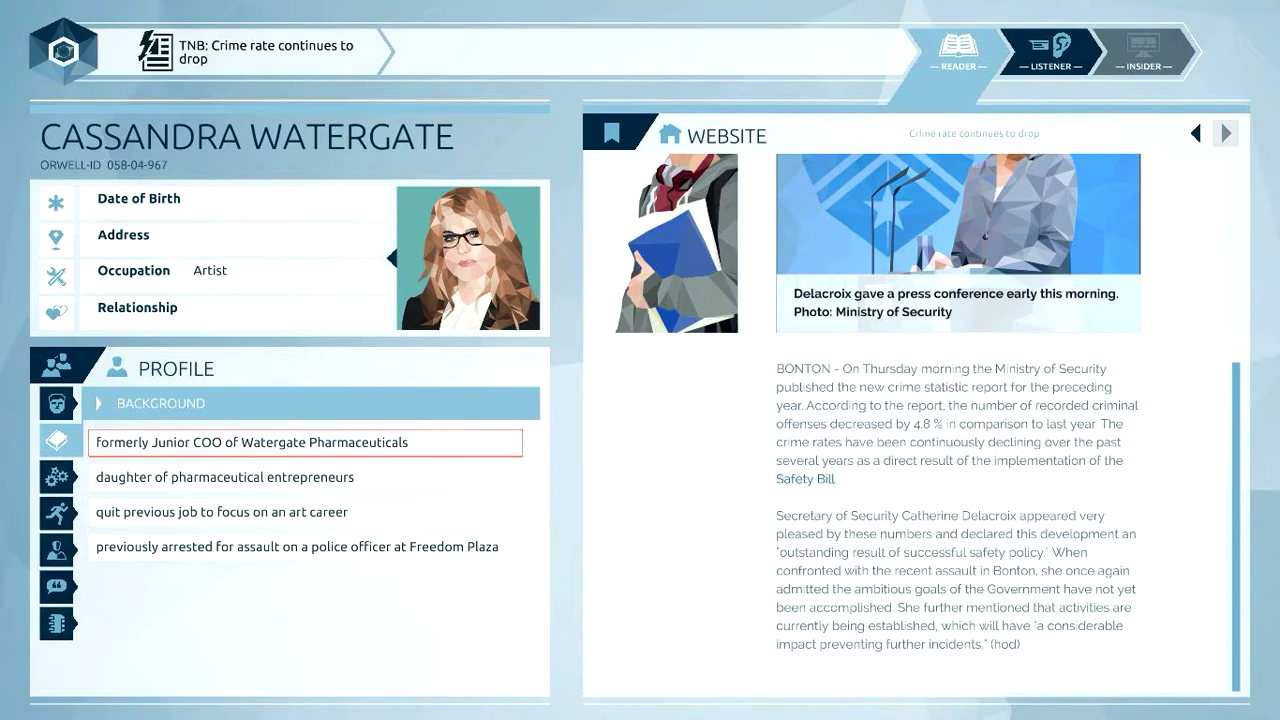 TNB: Crime rate continues to
drop
— READER —
— LISTENER —
— INSIDER —
CASSANDRA WATERGATE
ORWELL-ID 058-04-967
Date of Birth
Address
Occupation Artist
Relationship
PROFILE
BACKGROUND
formerly Junior COO of Watergate Pharmaceuticals
daughter of pharmaceutical entrepreneurs
quit previous job to focus on an art career
previously arrested for assault on a police officer at Freedom Plaza
WEBSITE
Crime rate continues to drop
Delacroix gave a press conference early this morning.
Photo: Ministry of Security
BONTON - On Thursday morning the Ministry of Security
published the new crime statistic report for the preceding
year. According to the report, the number of recorded criminal
offenses decreased by 4.8 % in comparison to last year. The
crime rates have been continuously declining over the past
several years as a direct result of the implementation of the
Safety Bill.
Secretary of Security Catherine Delacroix appeared very
pleased by these numbers and declared this development an
"outstanding result of successful safety policy." When
confronted with the recent assault in Bonton, she once again
admitted the ambitious goals of the Government have not yet
been accomplished. She further mentioned that activities are
currently being established, which will have "a considerable
impact preventing further incidents." (hod)